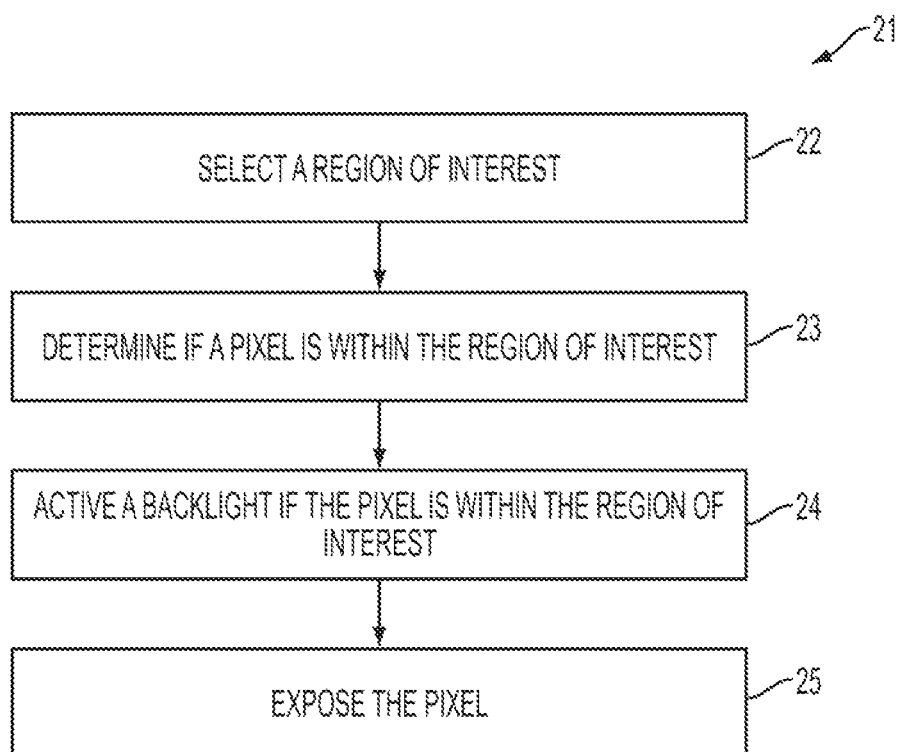 21
SELECT A REGION OF INTEREST
22
DETERMINE IF A PIXEL IS WITHIN THE REGION OF INTEREST
23
ACTIVE A BACKLIGHT IF THE PIXEL IS WITHIN THE REGION OF
INTEREST
24
EXPOSE THE PIXEL
25